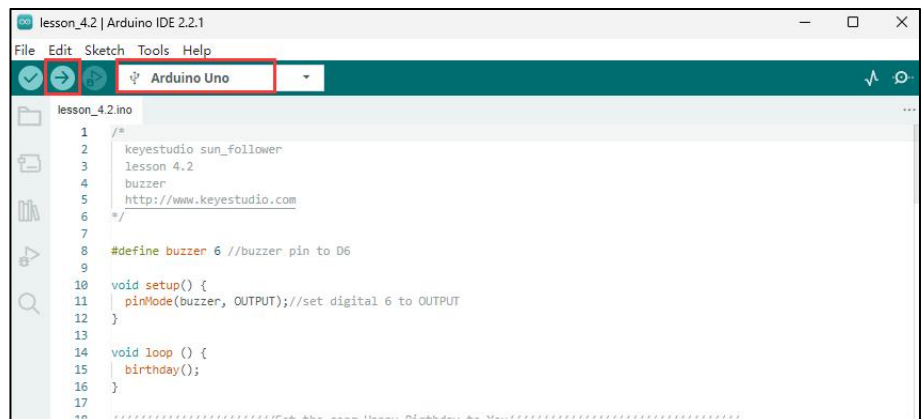 lesson_4.2 | Arduino IDE 2.2.1
File Edit Sketch Tools Help
Arduino Uno
lesson_4.2.ino
1 /*
2 keyestudio sun_follower
3 lesson 4.2
4 buzzer
5 http://www.keyestudio.com
6 */
7
8 #define buzzer 6 //buzzer pin to D6
9
10 void setup() {
11 pinMode(buzzer, OUTPUT);//set digital 6 to OUTPUT
12 }
13
14 void loop () {
15 birthday();
16 }
17